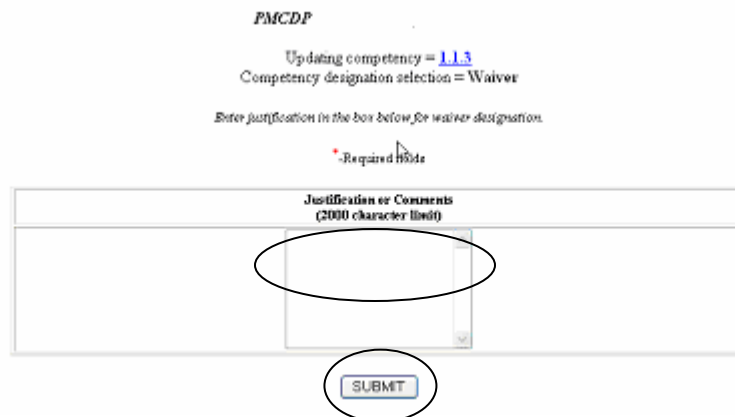 PMCDP
Updating competency = 1.1.3
Competency designation selection = Waiver
Enter justification in the box below for waiver designation.
*-Required fields
Justification or Comments
(2000 character limit)
SUBMIT